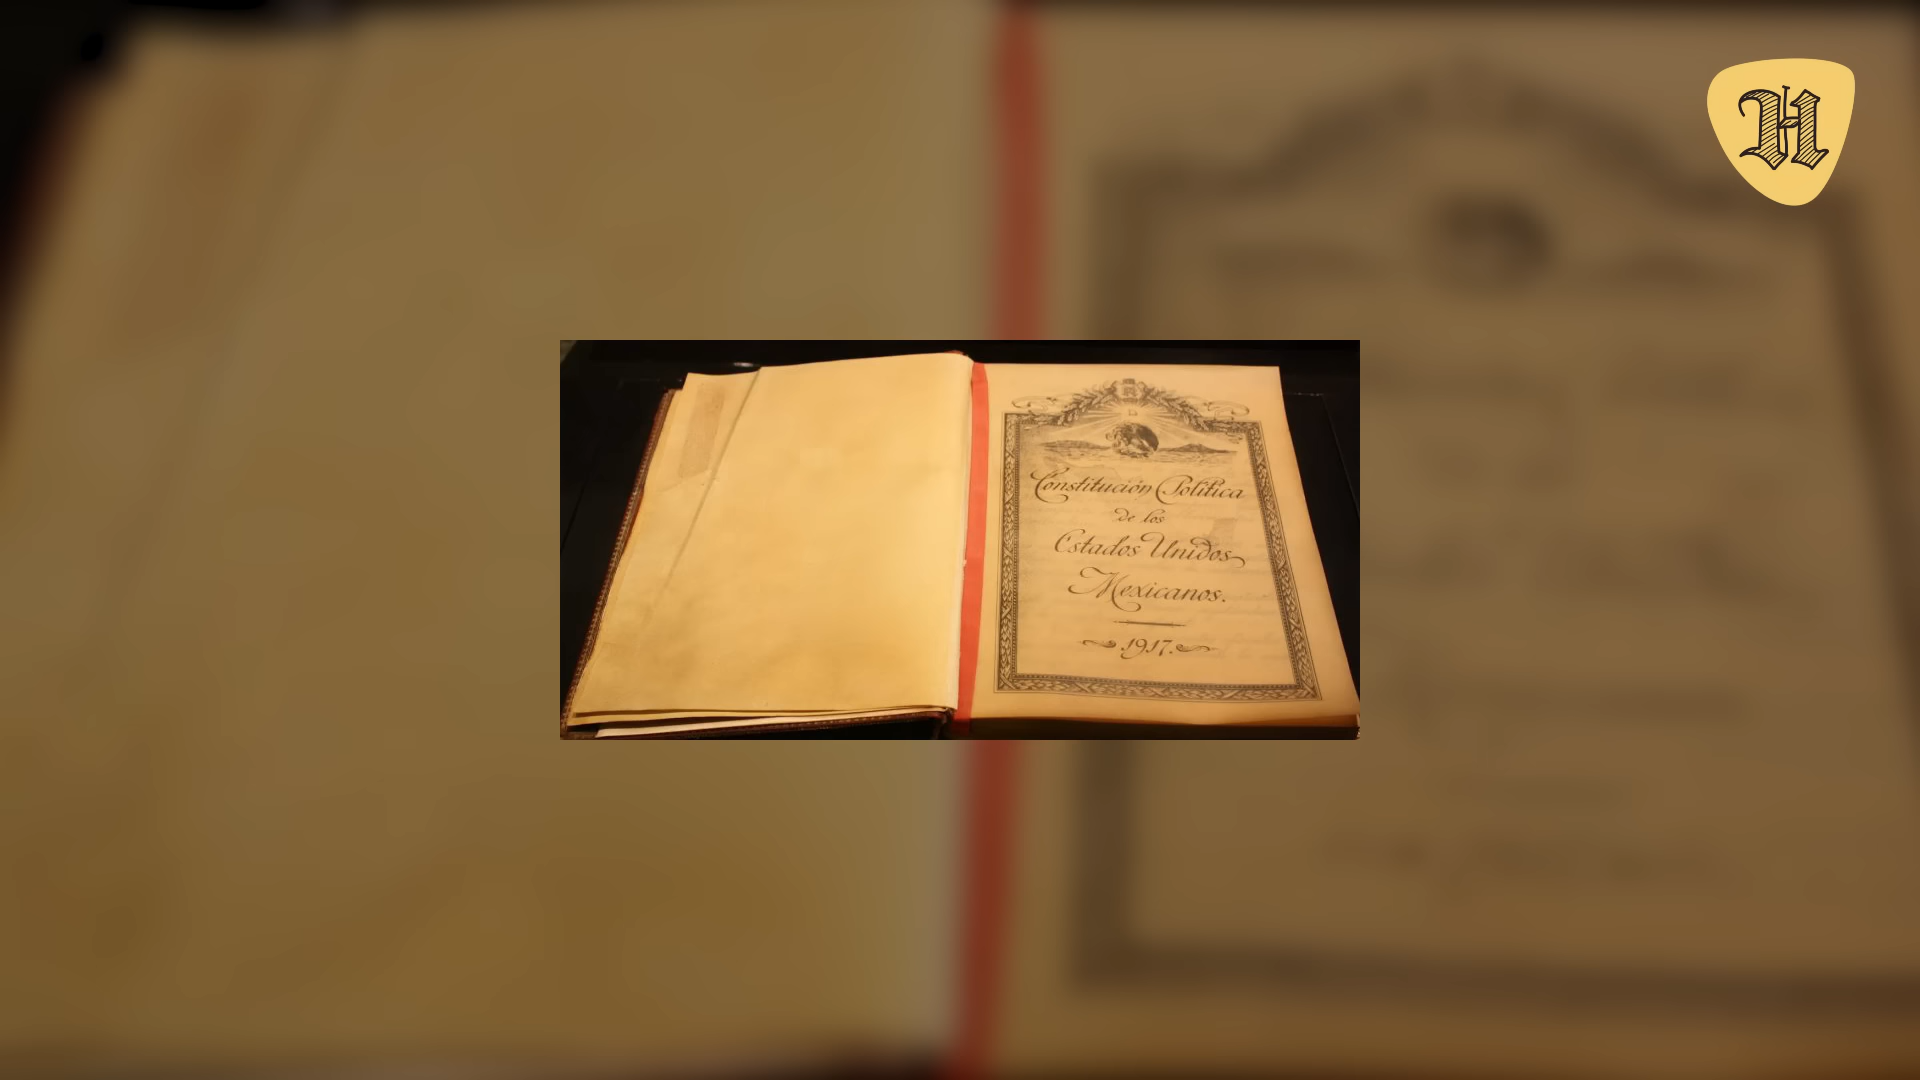 H
Constitución Política
de los
Estados Unidos
Mexicanos.
1917.